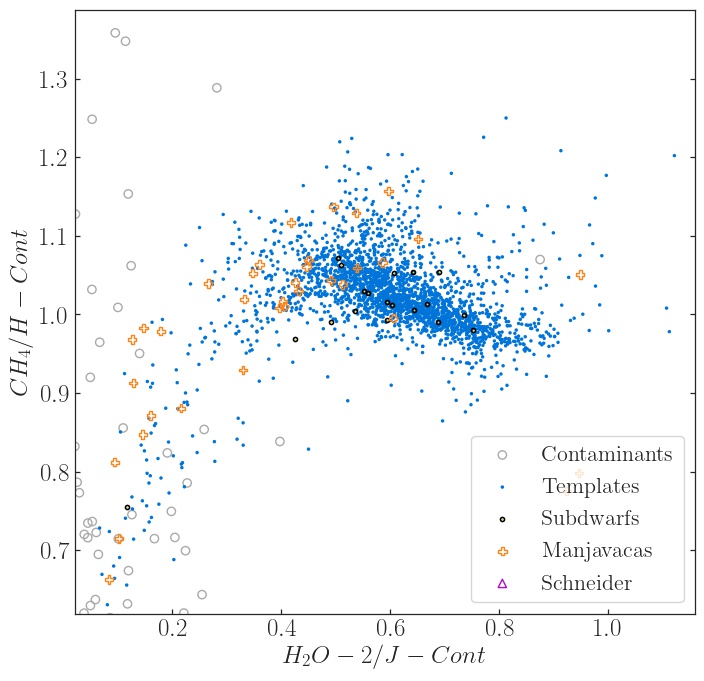 1.3
1.2
1.1
1.0
0.9
0.8
0.7
CH4/H − Cont
0.2 0.4 0.6 0.8 1.0
H2O − 2/J − Cont
Contaminants
Templates
Subdwarfs
Manjavacas
Schneider